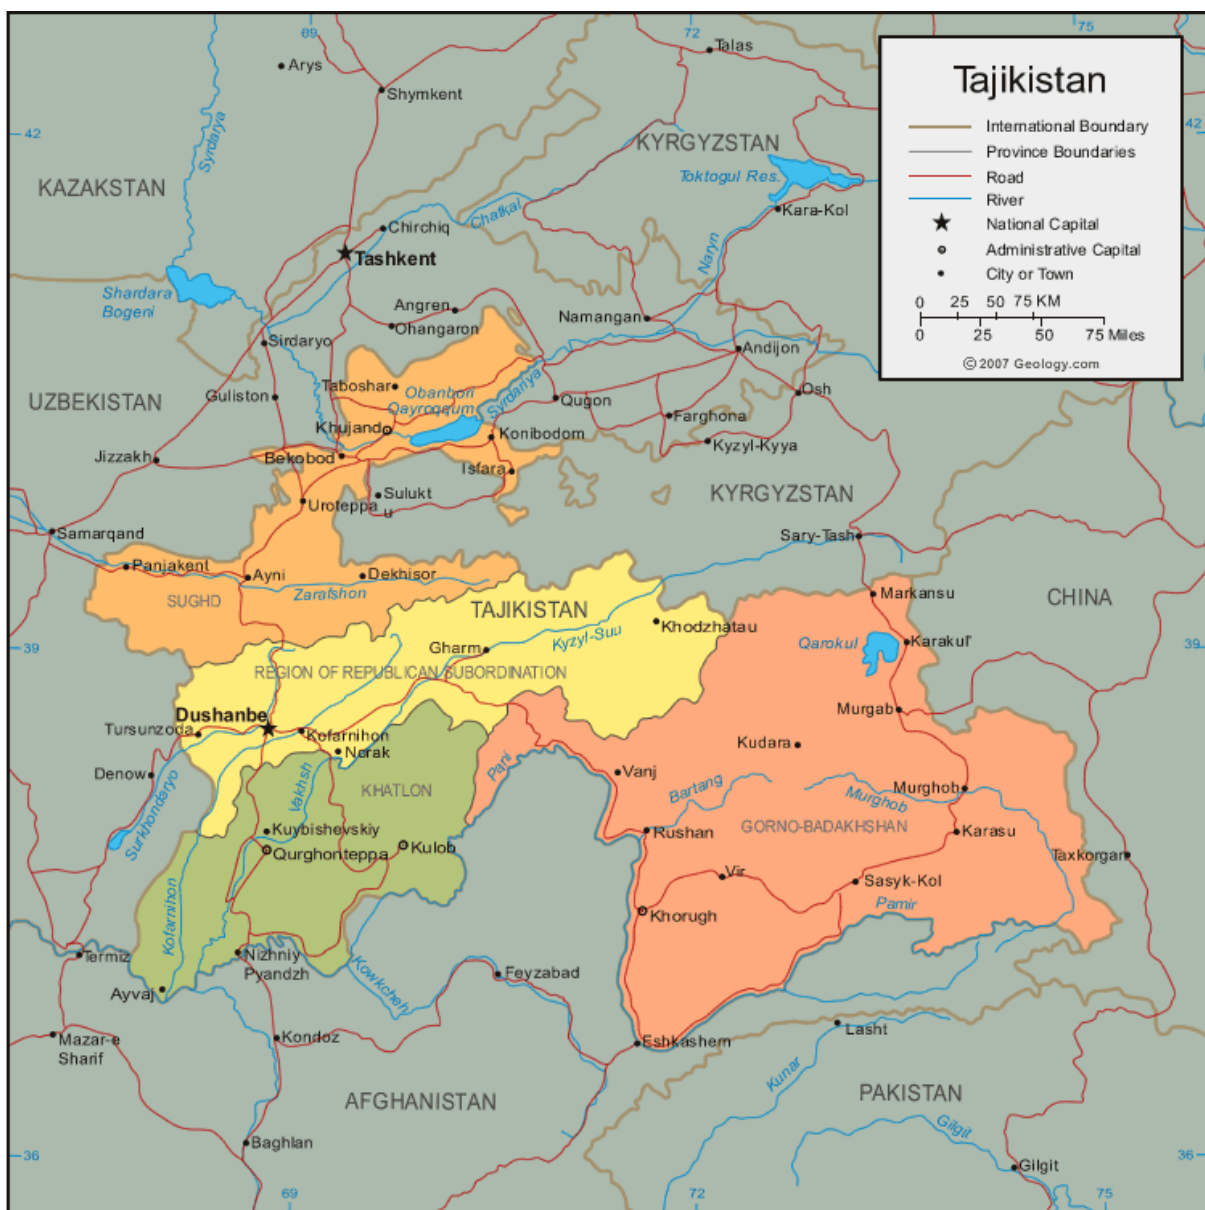 69
72
75
Talas
Arys
Shymkent
Tajikistan
International Boundary
Province Boundaries
Road
River
National Capital
Administrative Capital
City or Town
0 25 50 75 KM
0 25 50 75 Miles
© 2007 Geology.com
42
42
Syrdarya
KYRGYZSTAN
Toktogul Res.
KAZAKSTAN
Kara-Kol
Chatkal
Chirchiq
Naryn
Tashkent
Shardara
Bogeni
Angren
Ohangaron
Namangan
Sirdaryo
Andijon
Taboshar
Obanbori
Qayroqqum
Syrdariya
Osh
UZBEKISTAN
Guliston
Qugon
Farghona
Khujand
Konibodom
Kyzyl-Kyya
Jizzakh
Bekobod
Isfara
KYRGYZSTAN
Sulukt
u
Uroteppa
Samarqand
Sary-Tash
Panjakent
Ayni
Dekhisor
Zarafshon
SUGHD
TAJIKISTAN
Markansu
CHINA
Khodzhatau
Kyzyl-Suu
39
Gharm
Qarokul
Karakul'
39
REGION OF REPUBLICAN SUBORDINATION
Dushanbe
Murgab
Tursunzoda
Kofarnihon
Norak
Kudara
Denow
Pani
Vanj
Vakhsh
KHATLON
Bartang
Murghob
Murghob
Surkhondaryo
Kuybishevskiy
Rushan
GORNO-BADAKHSHAN
Karasu
Qurghonteppa
Kulob
Taxkorgan
Vir
Sasyk-Kol
Pamir
Khorugh
Kofarnihon
Termiz
Nizhniy
Pyandzh
Kowkcheh
Feyzabad
Ayvaj
Mazar-e
Sharif
Kondoz
Eshkashem
Lasht
Kunar
AFGHANISTAN
PAKISTAN
Gilgit
Baghlan
36
36
Gilgit
69
72
75